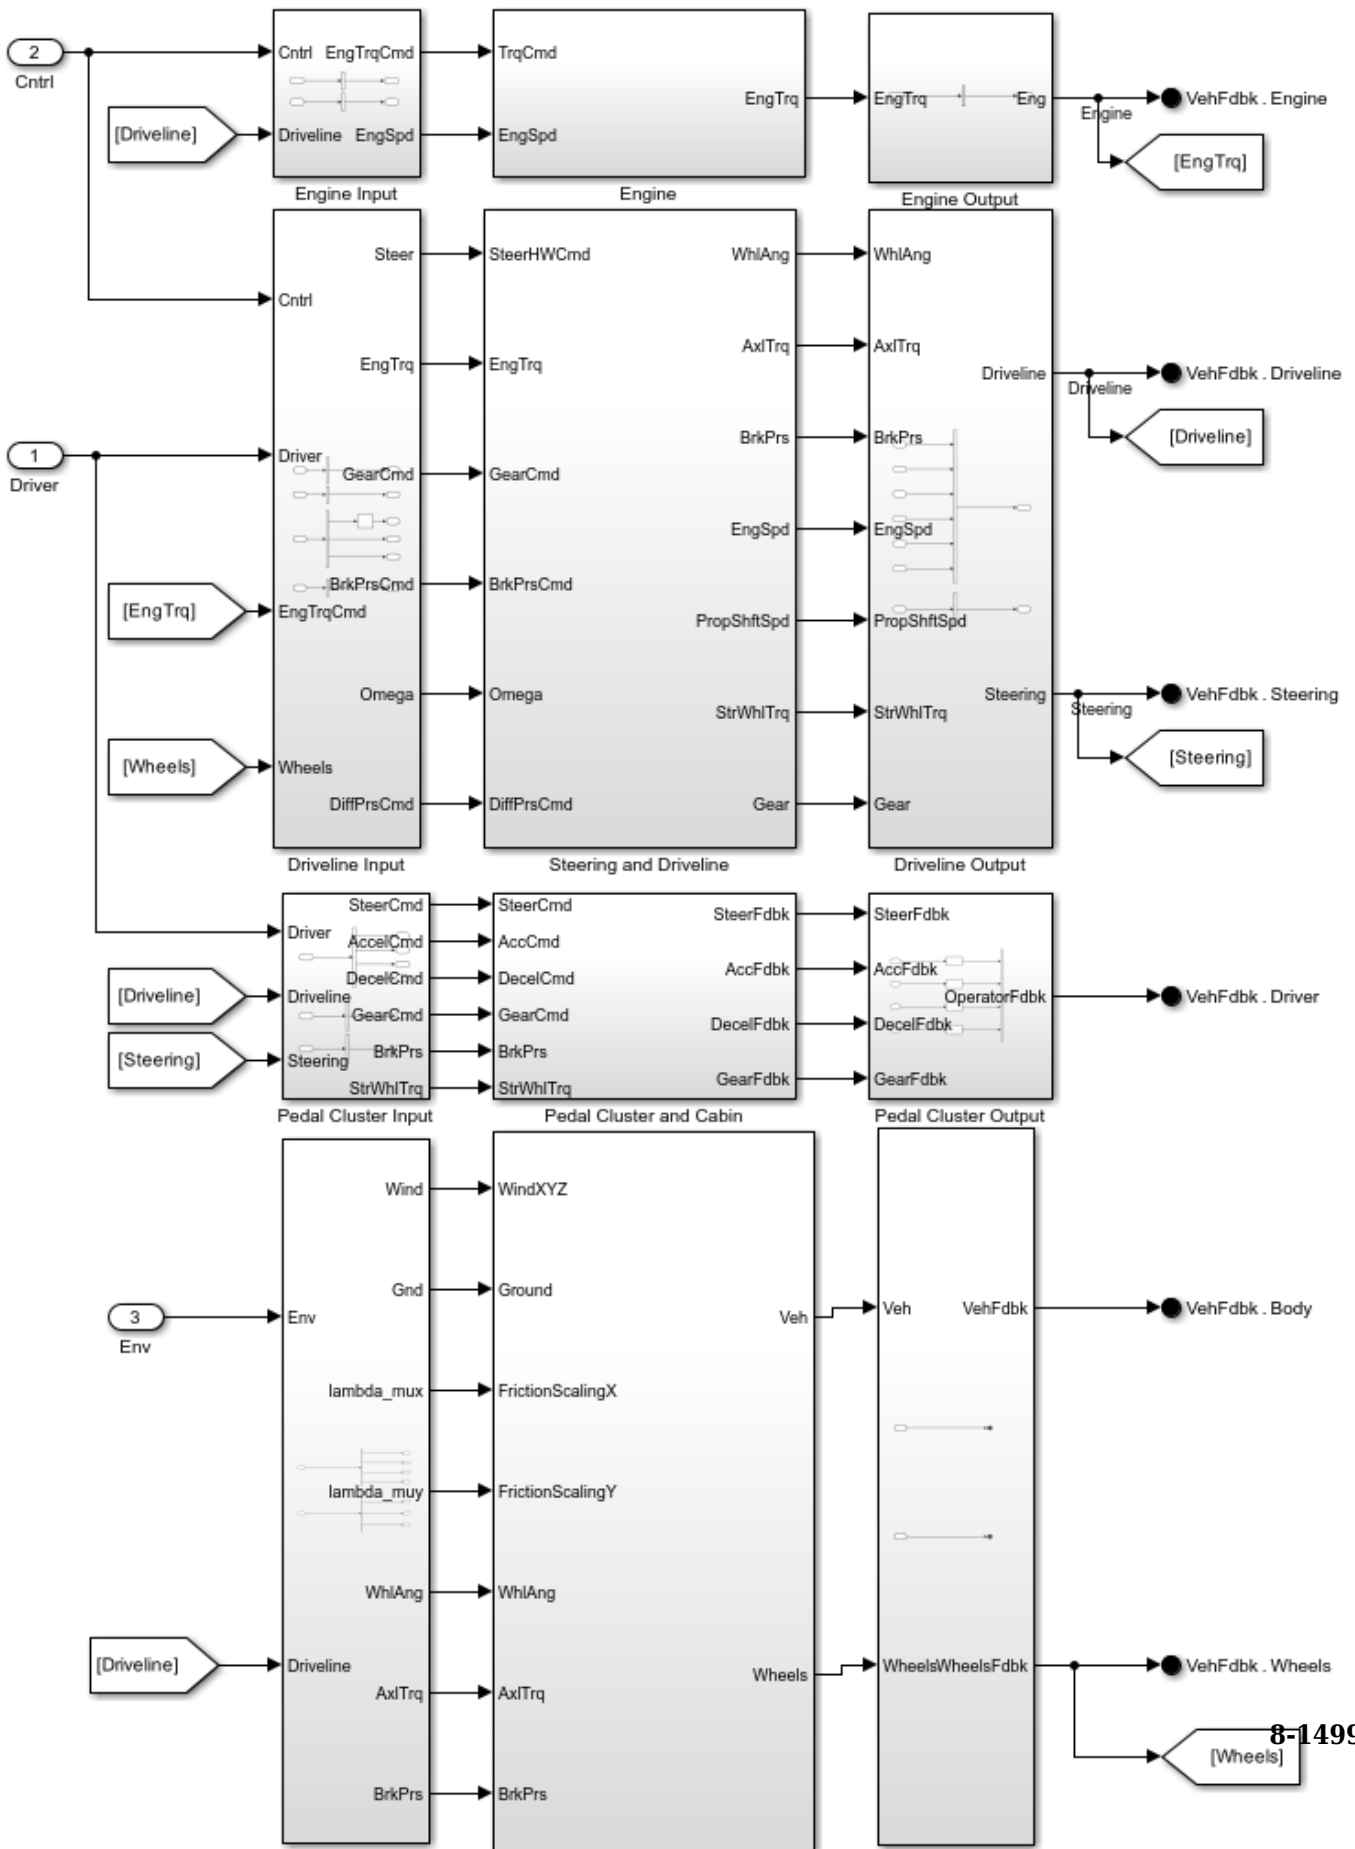 2
Cntrl
[Driveline]
Cntrl EngTrqCmd
Driveline EngSpd
Engine Input
TrqCmd
EngTrq
EngSpd
Engine
EngTrq Eng
Engine Output
Engine
VehFdbk . Engine
[EngTrq]
1
Driver
[EngTrq]
[Wheels]
Steer
Cntrl
EngTrq
Driver
GearCmd
BrkPrsCmd
EngTrqCmd
Omega
Wheels
DiffPrsCmd
Driveline Input
SteerHWCmd
EngTrq
GearCmd
BrkPrsCmd
Omega
DiffPrsCmd
WhlAng
AxlTrq
BrkPrs
EngSpd
PropShftSpd
StrWhlTrq
Gear
Steering and Driveline
WhlAng
AxlTrq
BrkPrs
EngSpd
PropShftSpd
StrWhlTrq
Gear
Driveline
Steering
Driveline Output
Driveline
VehFdbk . Driveline
[Driveline]
Steering
VehFdbk . Steering
[Steering]
[Driveline]
[Steering]
Driver
Driveline
Steering
SteerCmd
AccelCmd
DecelCmd
GearCmd
BrkPrs
StrWhlTrq
Pedal Cluster Input
SteerCmd
AccCmd
DecelCmd
GearCmd
BrkPrs
StrWhlTrq
SteerFdbk
AccFdbk
DecelFdbk
GearFdbk
Pedal Cluster and Cabin
SteerFdbk
AccFdbk
OperatorFdbk
DecelFdbk
GearFdbk
Pedal Cluster Output
VehFdbk . Driver
3
Env
[Driveline]
Wind
Gnd
Env
lambda_mux
lambda_muy
WhlAng
Driveline
AxlTrq
BrkPrs
WindXYZ
Ground
FrictionScalingX
FrictionScalingY
WhlAng
AxlTrq
BrkPrs
Veh
Wheels
Veh VehFdbk
Wheels WheelsFdbk
VehFdbk . Body
VehFdbk . Wheels
[Wheels]
8-1499